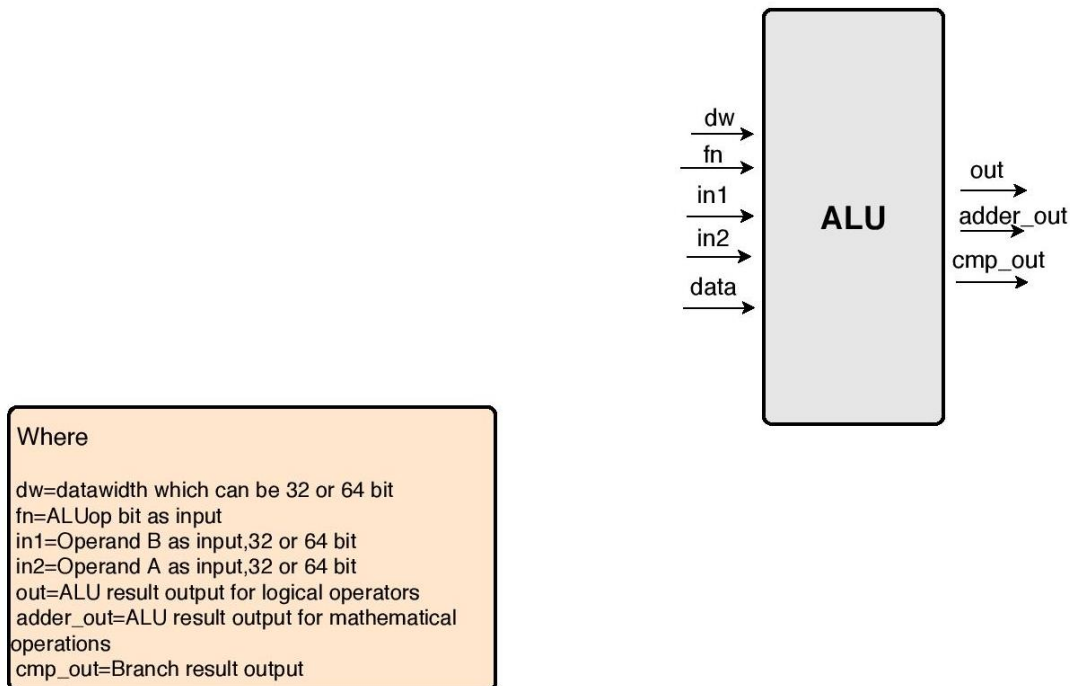 dw
fn
in1
in2
data
ALU
out
adder_out
cmp_out
Where
dw=datawidth which can be 32 or 64 bit
fn=ALUop bit as input
in1=Operand B as input,32 or 64 bit
in2=Operand A as input,32 or 64 bit
out=ALU result output for logical operators
adder_out=ALU result output for mathematical
operations
cmp_out=Branch result output